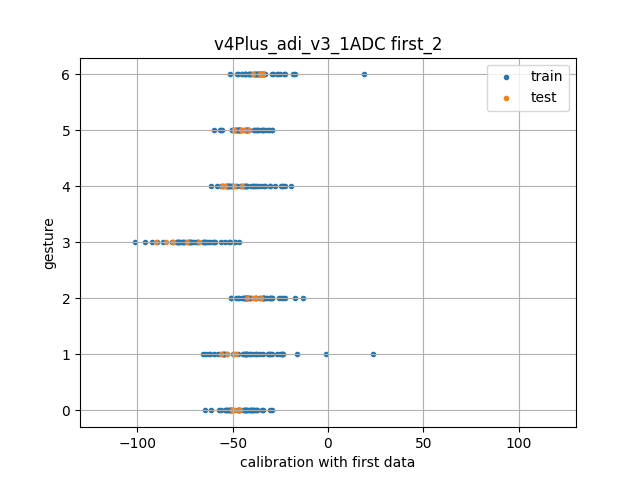 v4Plus_adi_v3_1ADC first_2
train
test
gesture
6
5
4
3
2
1
0
−100
−50
0
50
100
calibration with first data